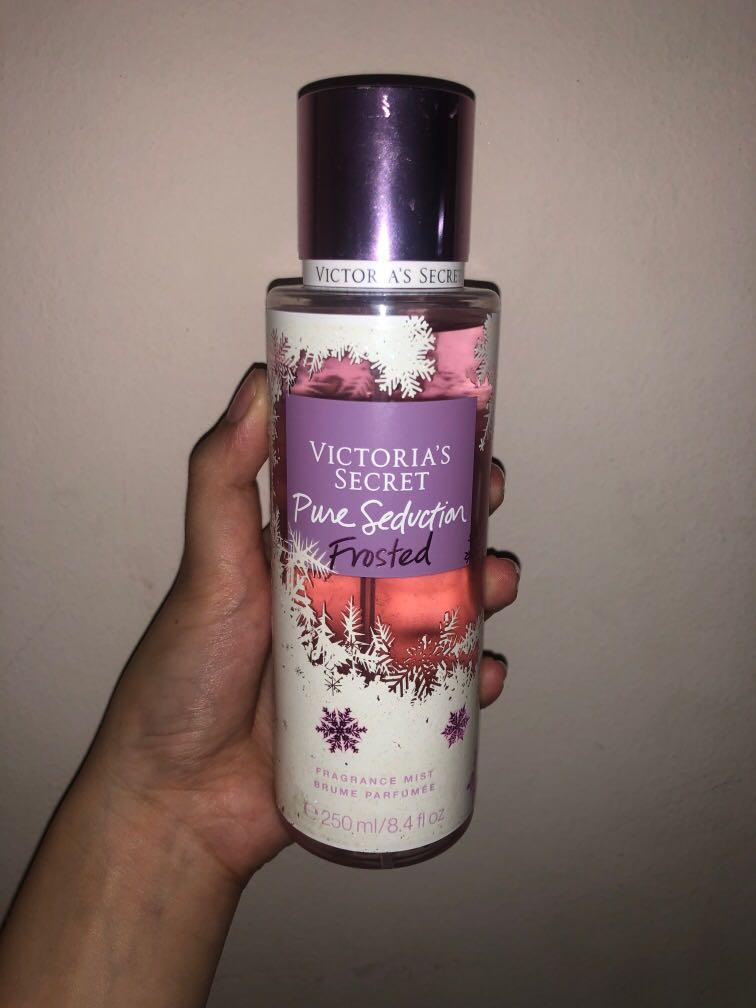 VICTORIA'S SECRET
VICTORIA'S
SECRET
Pure Seduction
Frosted
FRAGRANCE MIST
BRUME PARFUMÉE
℮ 250 ml/8.4 fl oz